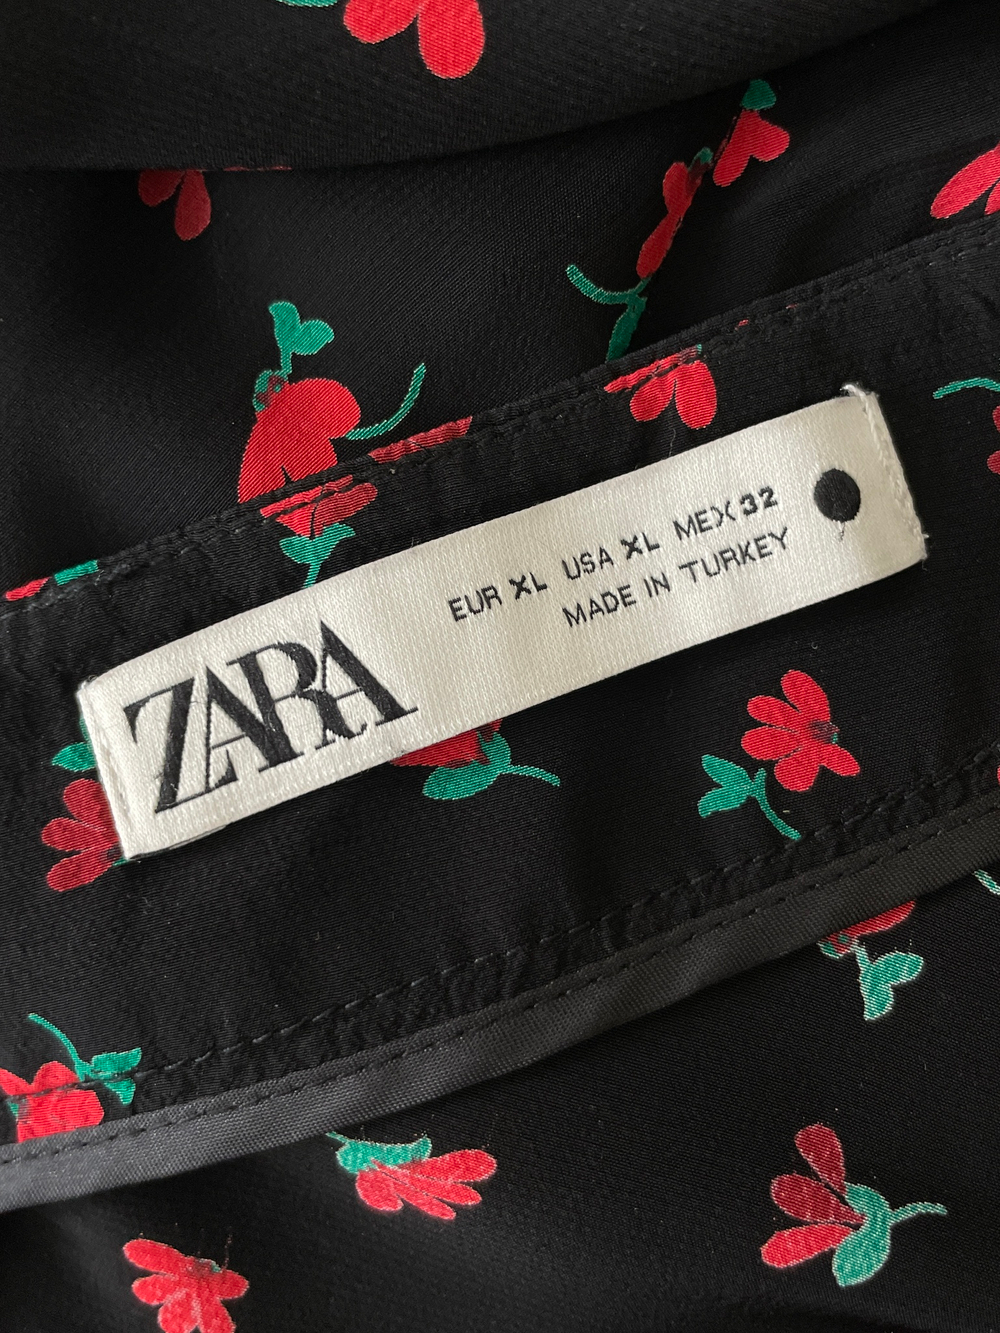 ZARA
EUR XL USA XL MEX 32
MADE IN TURKEY